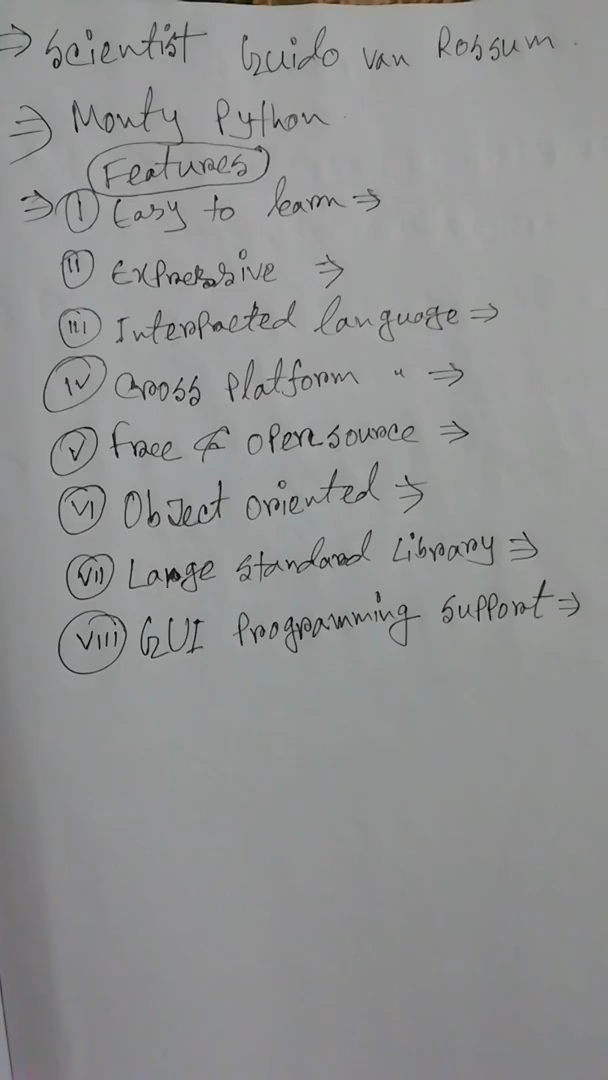 ⇒ Scientist Guido van Rossum.
⇒ Monty Python.
Features
⇒ (i) Easy to learn ⇒
(ii) Expressive ⇒
(iii) Interpreted language ⇒
(iv) Cross Platform " ⇒
(v) Free & open source ⇒
(vi) Object oriented ⇒
(vii) Large Standard Library ⇒
(viii) GUI Programming Support ⇒